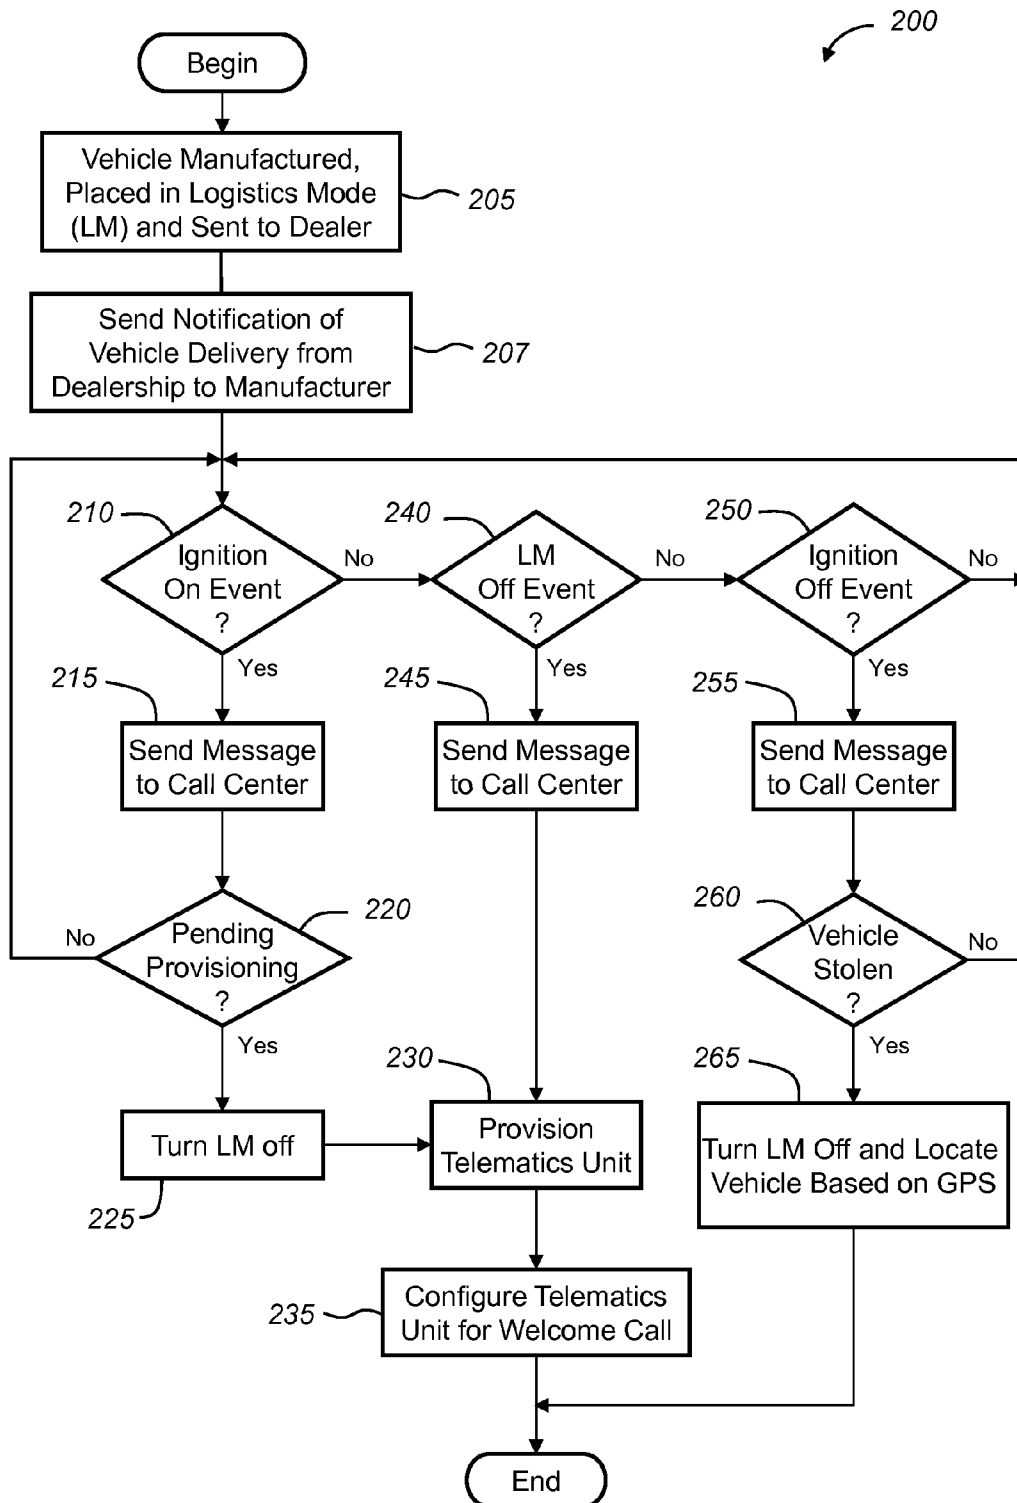 200
Begin
Vehicle Manufactured,
Placed in Logistics Mode
(LM) and Sent to Dealer
205
Send Notification of
Vehicle Delivery from
Dealership to Manufacturer
207
210
Ignition
On Event
?
No
Yes
240
LM
Off Event
?
No
Yes
250
Ignition
Off Event
?
No
Yes
215
Send Message
to Call Center
245
Send Message
to Call Center
255
Send Message
to Call Center
220
Pending
Provisioning
?
No
Yes
260
Vehicle
Stolen
?
No
Yes
Turn LM off
225
230
Provision
Telematics Unit
265
Turn LM Off and Locate
Vehicle Based on GPS
235
Configure Telematics
Unit for Welcome Call
End